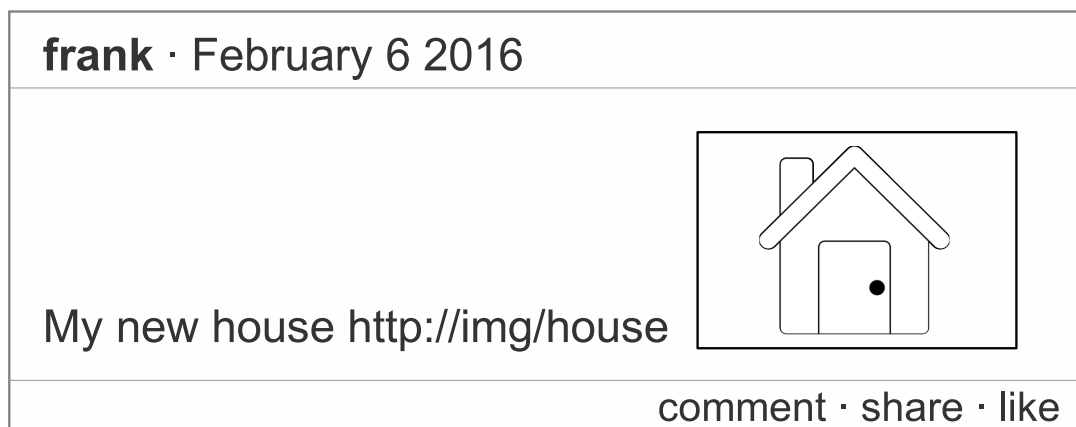 frank · February 6 2016
My new house http://img/house
comment · share · like